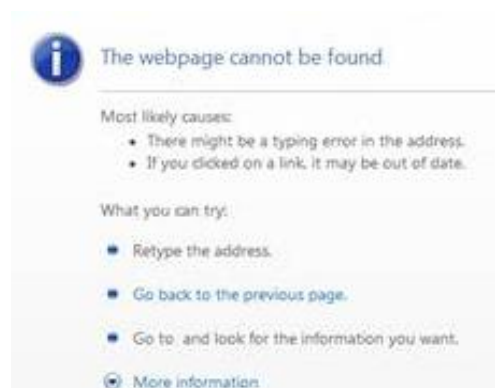 The webpage cannot be found
Most likely causes:
• There might be a typing error in the address.
• If you clicked on a link, it may be out of date.
What you can try:
Retype the address.
Go back to the previous page.
Go to and look for the information you want.
More information